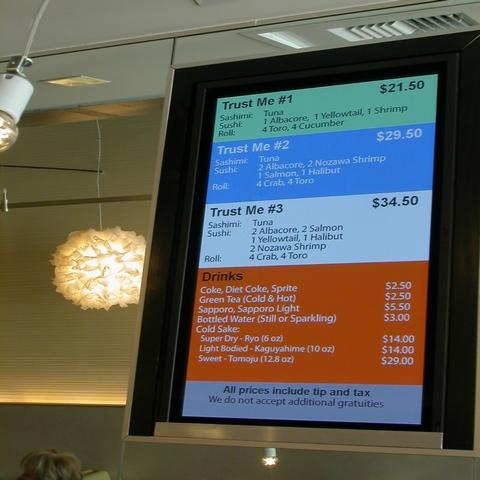 Trust Me #1 $21.50
Sashimi: Tuna
Sushi: 1 Albacore, 1 Yellowtail, 1 Shrimp
Roll: 4 Toro, 4 Cucumber
Trust Me #2 $29.50
Sashimi: Tuna
Sushi: 2 Albacore, 2 Nozawa Shrimp
1 Salmon, 1 Halibut
Roll: 4 Crab, 4 Toro
Trust Me #3 $34.50
Sashimi: Tuna
Sushi: 2 Albacore, 2 Salmon
1 Yellowtail, 1 Halibut
2 Nozawa Shrimp
Roll: 4 Crab, 4 Toro
Drinks
Coke, Diet Coke, Sprite $2.50
Green Tea (Cold & Hot) $2.50
Sapporo, Sapporo Light $5.50
Bottled Water (Still or Sparkling) $3.00
Cold Sake:
Super Dry - Ryo (6 oz) $14.00
Light Bodied - Kaguyahime (10 oz) $14.00
Sweet - Tomoju (12.8 oz) $29.00
All prices include tip and tax
We do not accept additional gratuities